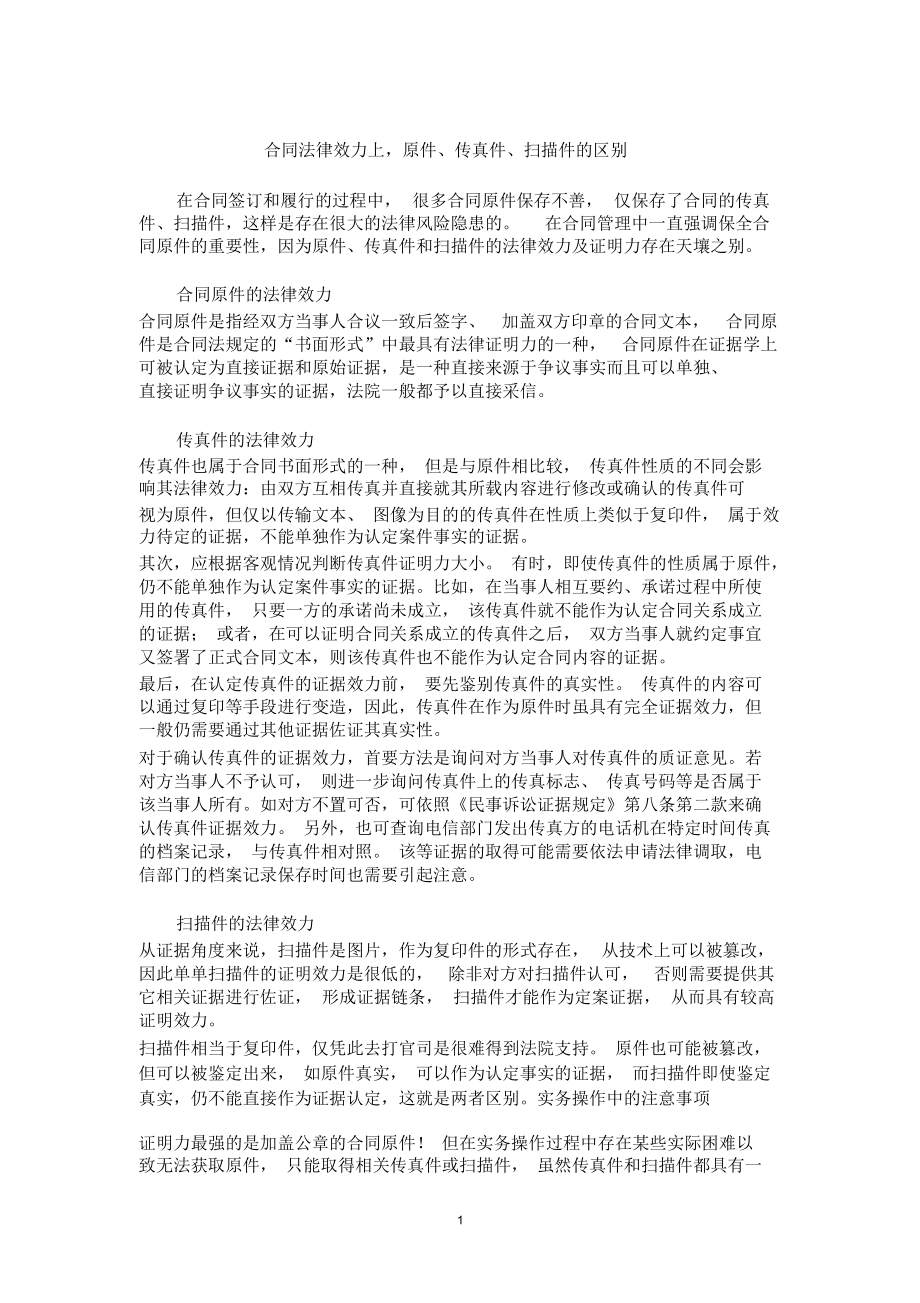 合同法律效力上，原件、传真件、扫描件的区别
在合同签订和履行的过程中， 很多合同原件保存不善， 仅保存了合同的传真
件、扫描件，这样是存在很大的法律风险隐患的。 在合同管理中一直强调保全合
同原件的重要性，因为原件、传真件和扫描件的法律效力及证明力存在天壤之别。
合同原件的法律效力
合同原件是指经双方当事人合议一致后签字、 加盖双方印章的合同文本， 合同原
件是合同法规定的“书面形式”中最具有法律证明力的一种， 合同原件在证据学上
可被认定为直接证据和原始证据，是一种直接来源于争议事实而且可以单独、
直接证明争议事实的证据，法院一般都予以直接采信。
传真件的法律效力
传真件也属于合同书面形式的一种， 但是与原件相比较， 传真件性质的不同会影
响其法律效力：由双方互相传真并直接就其所载内容进行修改或确认的传真件可
视为原件，但仅以传输文本、 图像为目的的传真件在性质上类似于复印件， 属于效
力待定的证据，不能单独作为认定案件事实的证据。
其次，应根据客观情况判断传真件证明力大小。 有时，即使传真件的性质属于原件，
仍不能单独作为认定案件事实的证据。比如，在当事人相互要约、承诺过程中所使
用的传真件， 只要一方的承诺尚未成立， 该传真件就不能作为认定合同关系成立
的证据； 或者，在可以证明合同关系成立的传真件之后， 双方当事人就约定事宜
又签署了正式合同文本，则该传真件也不能作为认定合同内容的证据。
最后，在认定传真件的证据效力前， 要先鉴别传真件的真实性。 传真件的内容可
以通过复印等手段进行变造，因此，传真件在作为原件时虽具有完全证据效力，但
一般仍需要通过其他证据佐证其真实性。
对于确认传真件的证据效力，首要方法是询问对方当事人对传真件的质证意见。若
对方当事人不予认可， 则进一步询问传真件上的传真标志、 传真号码等是否属于
该当事人所有。如对方不置可否，可依照《民事诉讼证据规定》第八条第二款来确
认传真件证据效力。 另外，也可查询电信部门发出传真方的电话机在特定时间传真
的档案记录， 与传真件相对照。 该等证据的取得可能需要依法申请法律调取，电
信部门的档案记录保存时间也需要引起注意。
扫描件的法律效力
从证据角度来说，扫描件是图片，作为复印件的形式存在， 从技术上可以被篡改，
因此单单扫描件的证明效力是很低的， 除非对方对扫描件认可， 否则需要提供其
它相关证据进行佐证， 形成证据链条， 扫描件才能作为定案证据， 从而具有较高
证明效力。
扫描件相当于复印件，仅凭此去打官司是很难得到法院支持。 原件也可能被篡改，
但可以被鉴定出来， 如原件真实， 可以作为认定事实的证据， 而扫描件即使鉴定
真实，仍不能直接作为证据认定，这就是两者区别。实务操作中的注意事项
证明力最强的是加盖公章的合同原件！ 但在实务操作过程中存在某些实际困难以
致无法获取原件， 只能取得相关传真件或扫描件， 虽然传真件和扫描件都具有一
1